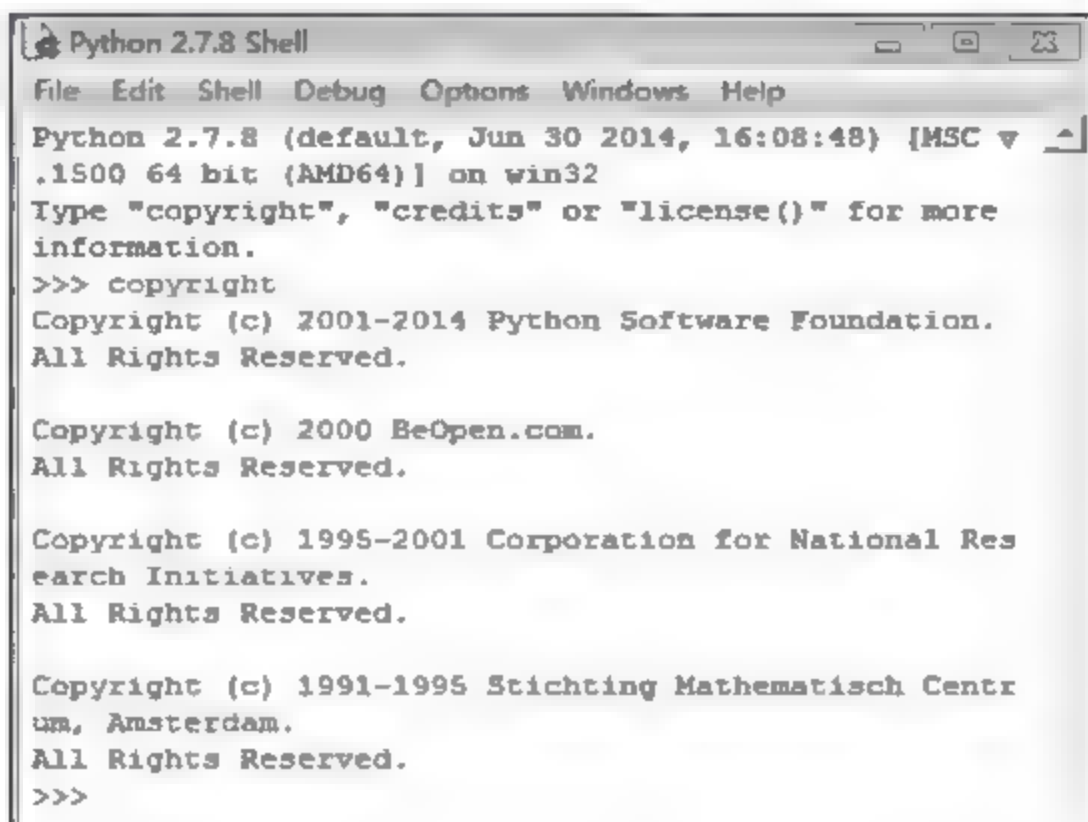 Python 2.7.8 Shell
File Edit Shell Debug Options Windows Help
Python 2.7.8 (default, Jun 30 2014, 16:08:48) [MSC v
.1500 64 bit (AMD64)] on win32
Type "copyright", "credits" or "license()" for more
information.
>>> copyright
Copyright (c) 2001-2014 Python Software Foundation.
All Rights Reserved.

Copyright (c) 2000 BeOpen.com.
All Rights Reserved.

Copyright (c) 1995-2001 Corporation for National Res
earch Initiatives.
All Rights Reserved.

Copyright (c) 1991-1995 Stichting Mathematisch Centr
um, Amsterdam.
All Rights Reserved.
>>>